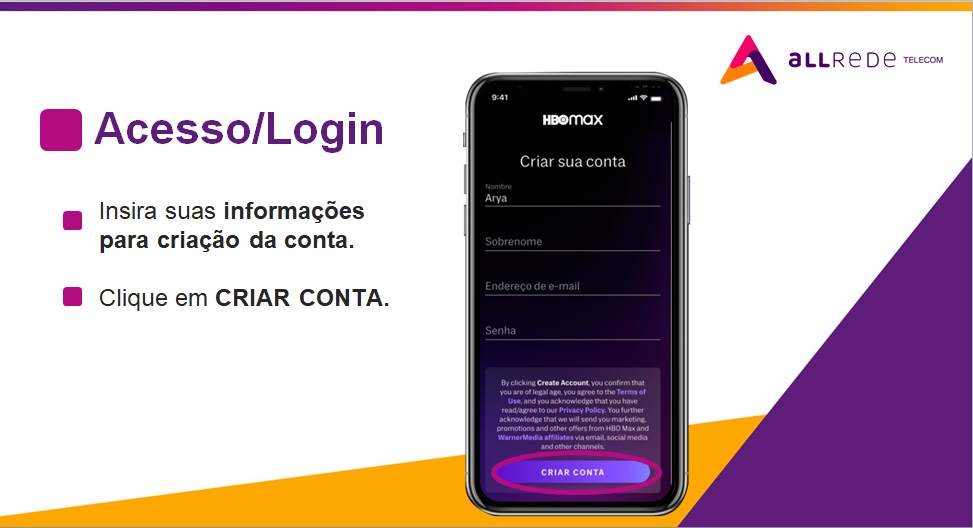 aLLReDe TELECOM
Acesso/Login
Insira suas informações
para criação da conta.
Clique em CRIAR CONTA.
9:41
HBOmax
Criar sua conta
Nombre
Arya
Sobrenome
Endereço de e-mail
Senha
By clicking Create Account, you confirm that
you are of legal age, you agree to the Terms of
Use, and you acknowledge that you have
read/agree to our Privacy Policy. You further
acknowledge that we will send you marketing,
promotions and other offers from HBO Max and
WarnerMedia affiliates via email, social media
and other channels.
CRIAR CONTA